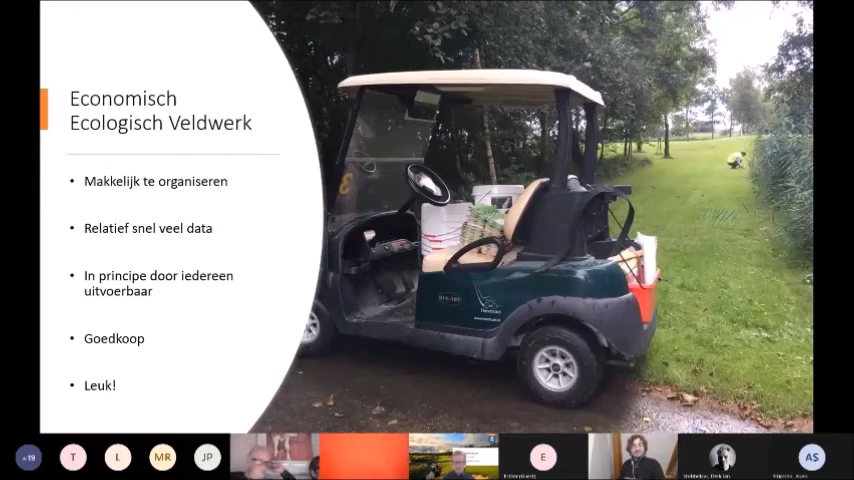 Economisch
Ecologisch Veldwerk
• Makkelijk te organiseren
• Relatief snel veel data
• In principe door iedereen
uitvoerbaar
• Goedkoop
• Leuk!
+19
T
L
MR
JP
E
AS